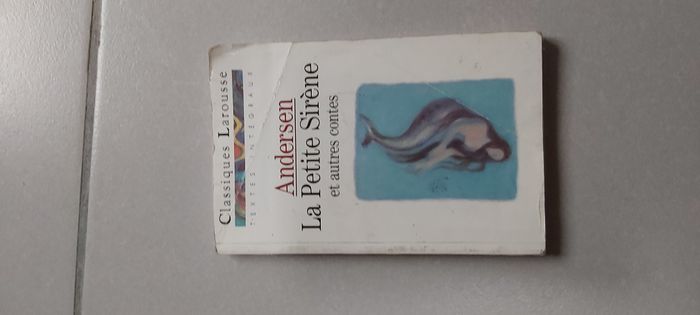 Classiques Larousse
TEXTES INTÉGRAUX
Andersen
La Petite Sirène
et autres contes